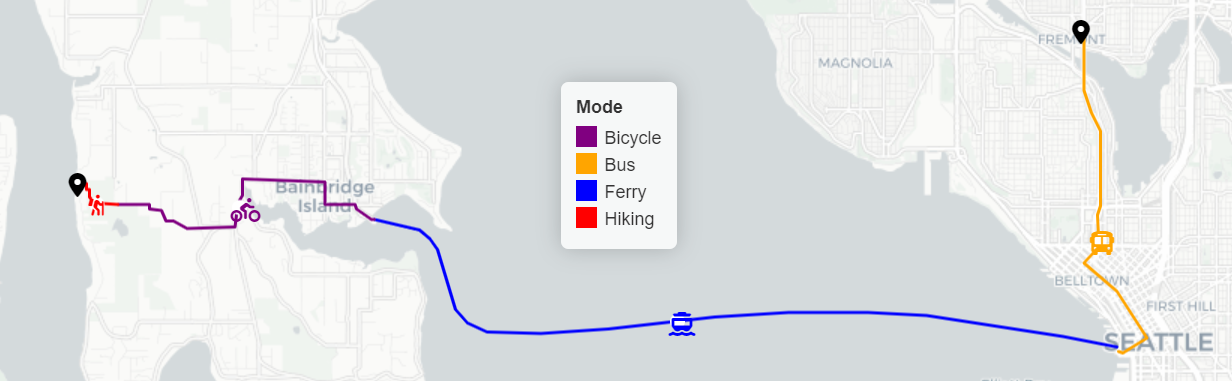 FREMONT
MAGNOLIA
Mode
Bicycle
Bus
Ferry
Hiking
Bainbridge
Island
BELLTOWN
FIRST HILL
SEATTLE